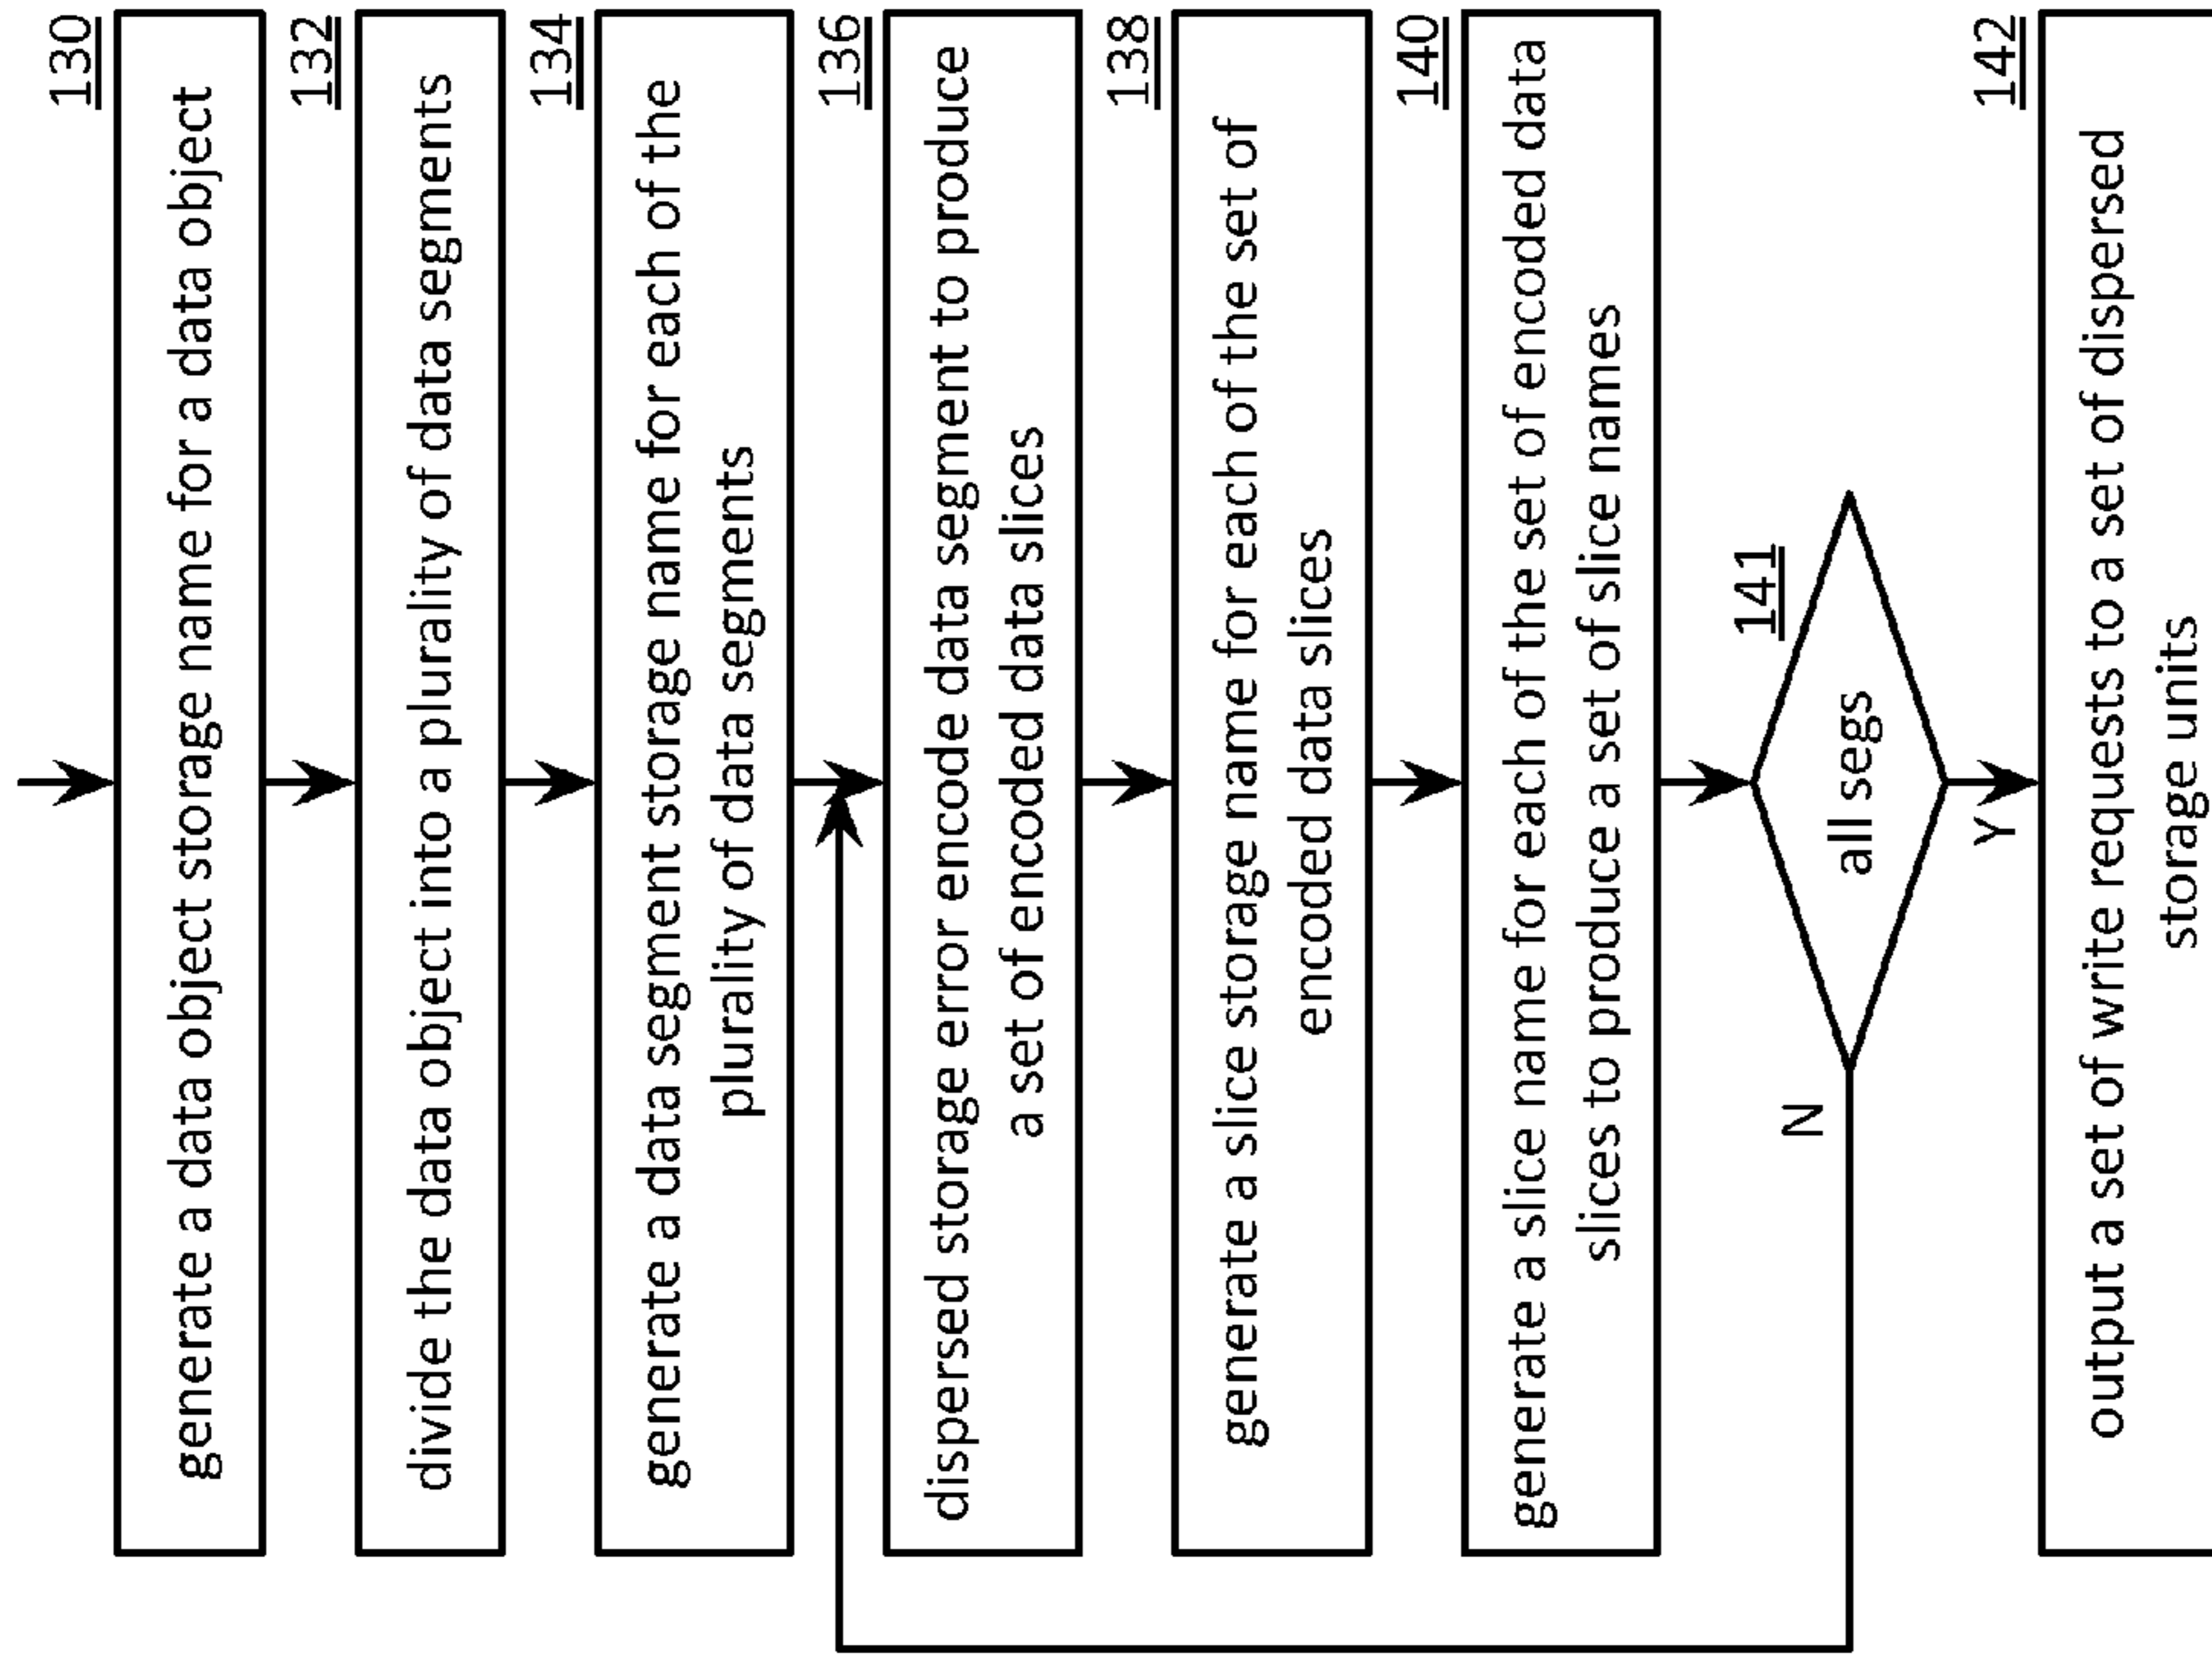 130
generate a data object storage name for a data object
132
divide the data object into a plurality of data segments
134
generate a data segment storage name for each of the
plurality of data segments
136
dispersed storage error encode data segment to produce
a set of encoded data slices
138
generate a slice storage name for each of the set of
encoded data slices
140
generate a slice name for each of the set of encoded data
slices to produce a set of slice names
141
all segs
N
Y
142
output a set of write requests to a set of dispersed
storage units